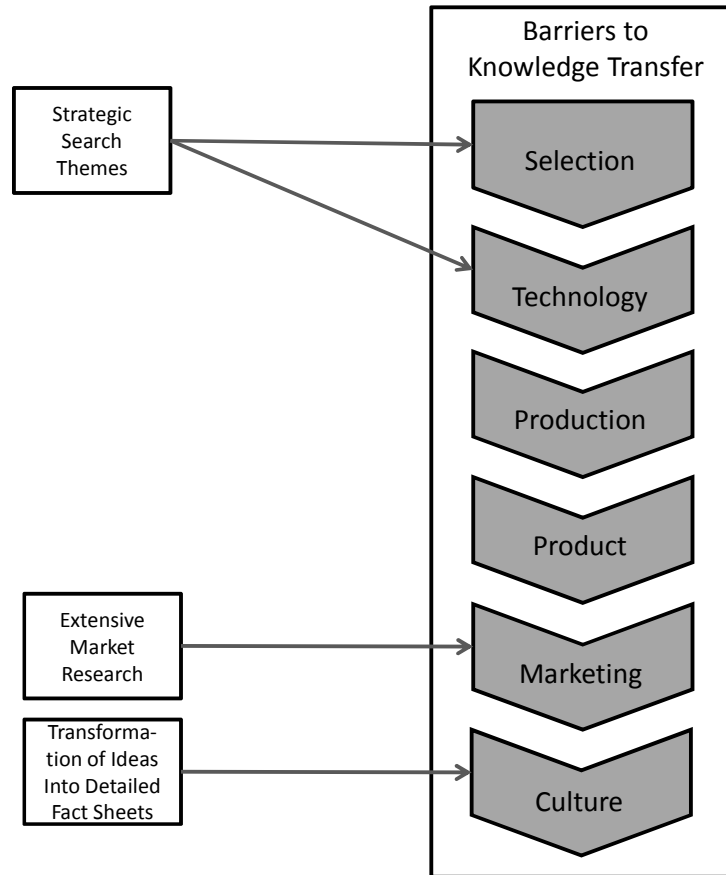 Barriers to
Knowledge Transfer
Strategic
Search
Themes
Selection
Technology
Production
Product
Extensive
Market
Research
Marketing
Transforma-
tion of Ideas
Into Detailed
Fact Sheets
Culture